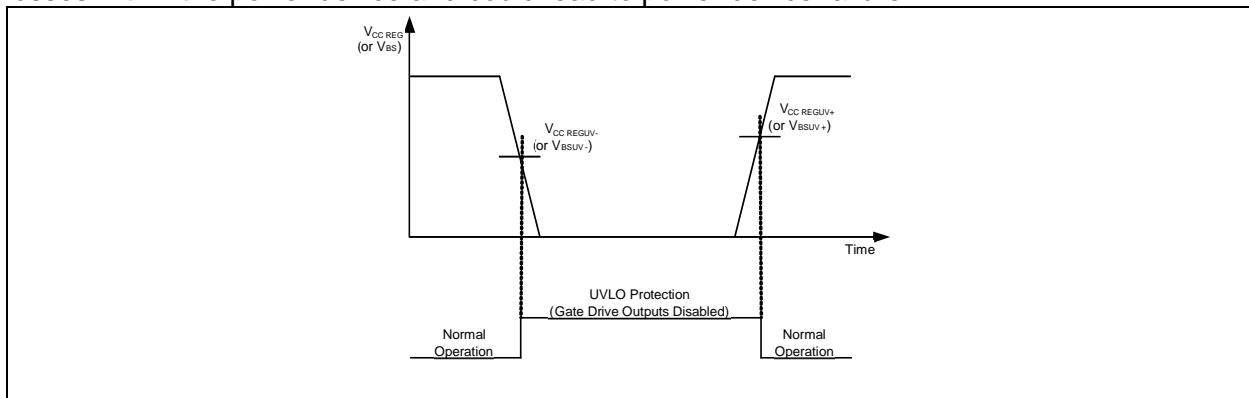 V CC REG
(or VBS)
VCC REGUV-
(or VBSUV-)
VCC REGUV+
(or VBSUV+)
Time
UVLO Protection
(Gate Drive Outputs Disabled)
Normal
Operation
Normal
Operation